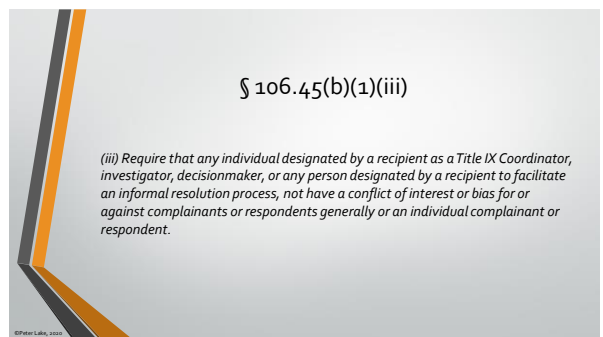 § 106.45(b)(1)(iii)
(iii) Require that any individual designated by a recipient as a Title IX Coordinator,
investigator, decisionmaker, or any person designated by a recipient to facilitate
an informal resolution process, not have a conflict of interest or bias for or
against complainants or respondents generally or an individual complainant or
respondent.
©Peter Lake, 2020